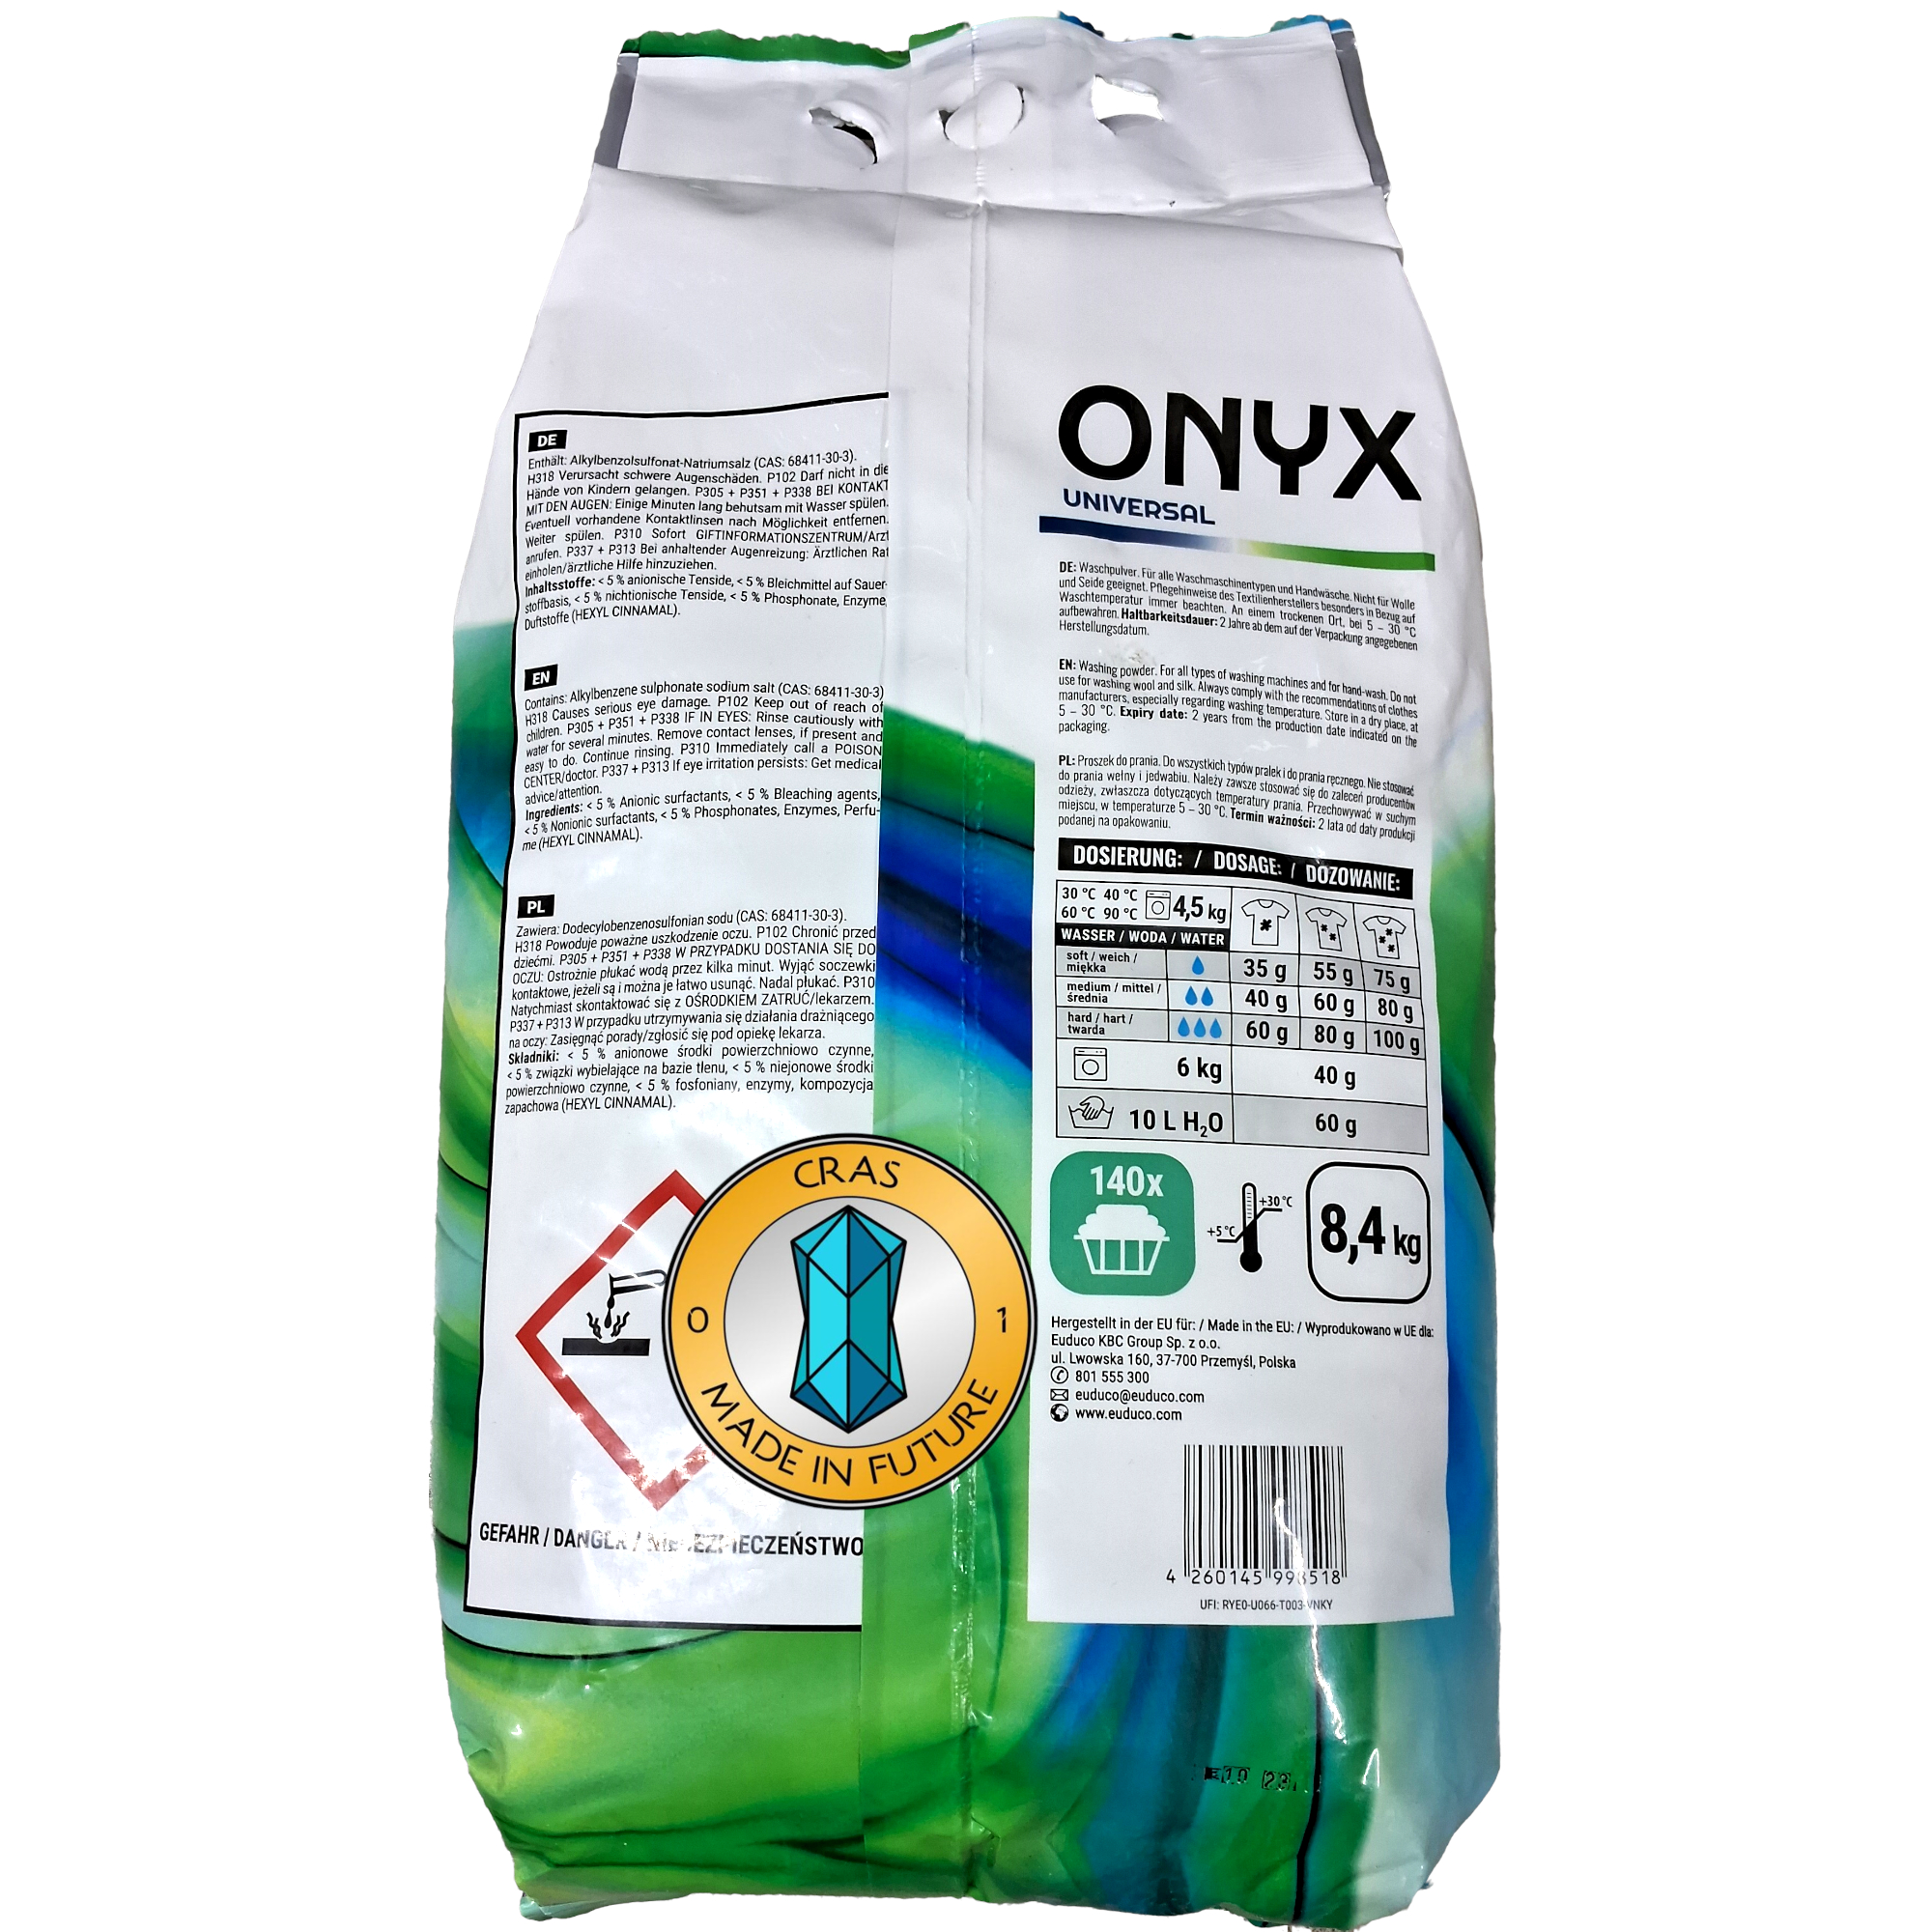 DE
Enthält: Alkylbenzolsulfonat-Natriumsalz (CAS: 68411-30-3).
H318 Verursacht schwere Augenschäden. P102 Darf nicht in die
Hände von Kindern gelangen. P305 + P351 + P338 BEI KONTAKT
MIT DEN AUGEN: Einige Minuten lang behutsam mit Wasser spülen.
Eventuell vorhandene Kontaktlinsen nach Möglichkeit entfernen.
Weiter spülen. P310 Sofort GIFTINFORMATIONSZENTRUM/Arzt
anrufen. P337 + P313 Bei anhaltender Augenreizung: Ärztlichen Rat
einholen/ärztliche Hilfe hinzuziehen.
Inhaltsstoffe: < 5 % anionische Tenside, < 5 % Bleichmittel auf Sauer-
stoffbasis, < 5 % nichtionische Tenside, < 5 % Phosphonate, Enzyme,
Duftstoffe (HEXYL CINNAMAL).
EN
Contains: Alkylbenzene sulphonate sodium salt (CAS: 68411-30-3)
H318 Causes serious eye damage. P102 Keep out of reach of
children. P305 + P351 + P338 IF IN EYES: Rinse cautiously with
water for several minutes. Remove contact lenses, if present and
easy to do. Continue rinsing. P310 Immediately call a POISON
CENTER/doctor. P337 + P313 If eye irritation persists: Get medical
advice/attention.
Ingredients: < 5 % Anionic surfactants, < 5 % Bleaching agents,
< 5 % Nonionic surfactants, < 5 % Phosphonates, Enzymes, Perfu-
me (HEXYL CINNAMAL).
PL
Zawiera: Dodecylobenzenosulfonian sodu (CAS: 68411-30-3).
H318 Powoduje poważne uszkodzenie oczu. P102 Chronić przed
dziećmi. P305 + P351 + P338 W PRZYPADKU DOSTANIA SIĘ DO
OCZU: Ostrożnie płukać wodą przez kilka minut. Wyjąć soczewki
kontaktowe, jeżeli są i można je łatwo usunąć. Nadal płukać. P310
Natychmiast skontaktować się z OŚRODKIEM ZATRUĆ/lekarzem.
P337 + P313 W przypadku utrzymywania się działania drażniącego
na oczy: Zasięgnąć porady/zgłosić się pod opiekę lekarza.
Składniki: < 5 % anionowe środki powierzchniowo czynne,
< 5 % związki wybielające na bazie tlenu, < 5 % niejonowe środki
powierzchniowo czynne, < 5 % fosfoniany, enzymy, kompozycja
zapachowa (HEXYL CINNAMAL).
GEFAHR /
CRAS
0 1
MADE IN FUTURE
ONYX
UNIVERSAL
DE: Waschpulver. Für alle Waschmaschinentypen und Handwäsche. Nicht für Wolle
und Seide geeignet. Pflegehinweise des Textilienherstellers besonders in Bezug auf
Waschtemperatur immer beachten. An einem trockenen Ort, bei 5 – 30 °C
aufbewahren. Haltbarkeitsdauer: 2 Jahre ab dem auf der Verpackung angegebenen
Herstellungsdatum.
EN: Washing powder. For all types of washing machines and for hand-wash. Do not
use for washing wool and silk. Always comply with the recommendations of clothes
manufacturers, especially regarding washing temperature. Store in a dry place, at
5 – 30 °C. Expiry date: 2 years from the production date indicated on the
packaging.
PL: Proszek do prania. Do wszystkich typów pralek i do prania ręcznego. Nie stosować
do prania wełny i jedwabiu. Należy zawsze stosować się do zaleceń producentów
odzieży, zwłaszcza dotyczących temperatury prania. Przechowywać w suchym
miejscu, w temperaturze 5 – 30 °C. Termin ważności: 2 lata od daty produkcji
podanej na opakowaniu.
DOSIERUNG: / DOSAGE: / DOZOWANIE:
30 °C 40 °C
60 °C 90 °C 4,5 kg
WASSER / WODA / WATER
soft / weich /
miękka 35 g 55 g 75 g
medium / mittel /
średnia 40 g 60 g 80 g
hard / hart /
twarda 60 g 80 g 100 g
6 kg 40 g
10 L H₂O 60 g
140x
+5 °C +30 °C
8,4 kg
Hergestellt in der EU für: / Made in the EU: / Wyprodukowano w UE dla:
Euduco KBC Group Sp. z o.o.
ul. Lwowska 160, 37-700 Przemyśl, Polska
801 555 300
euduco@euduco.com
www.euduco.com
4 260145 998518
UFI: RYE0-U066-T003-VNKY
10 23